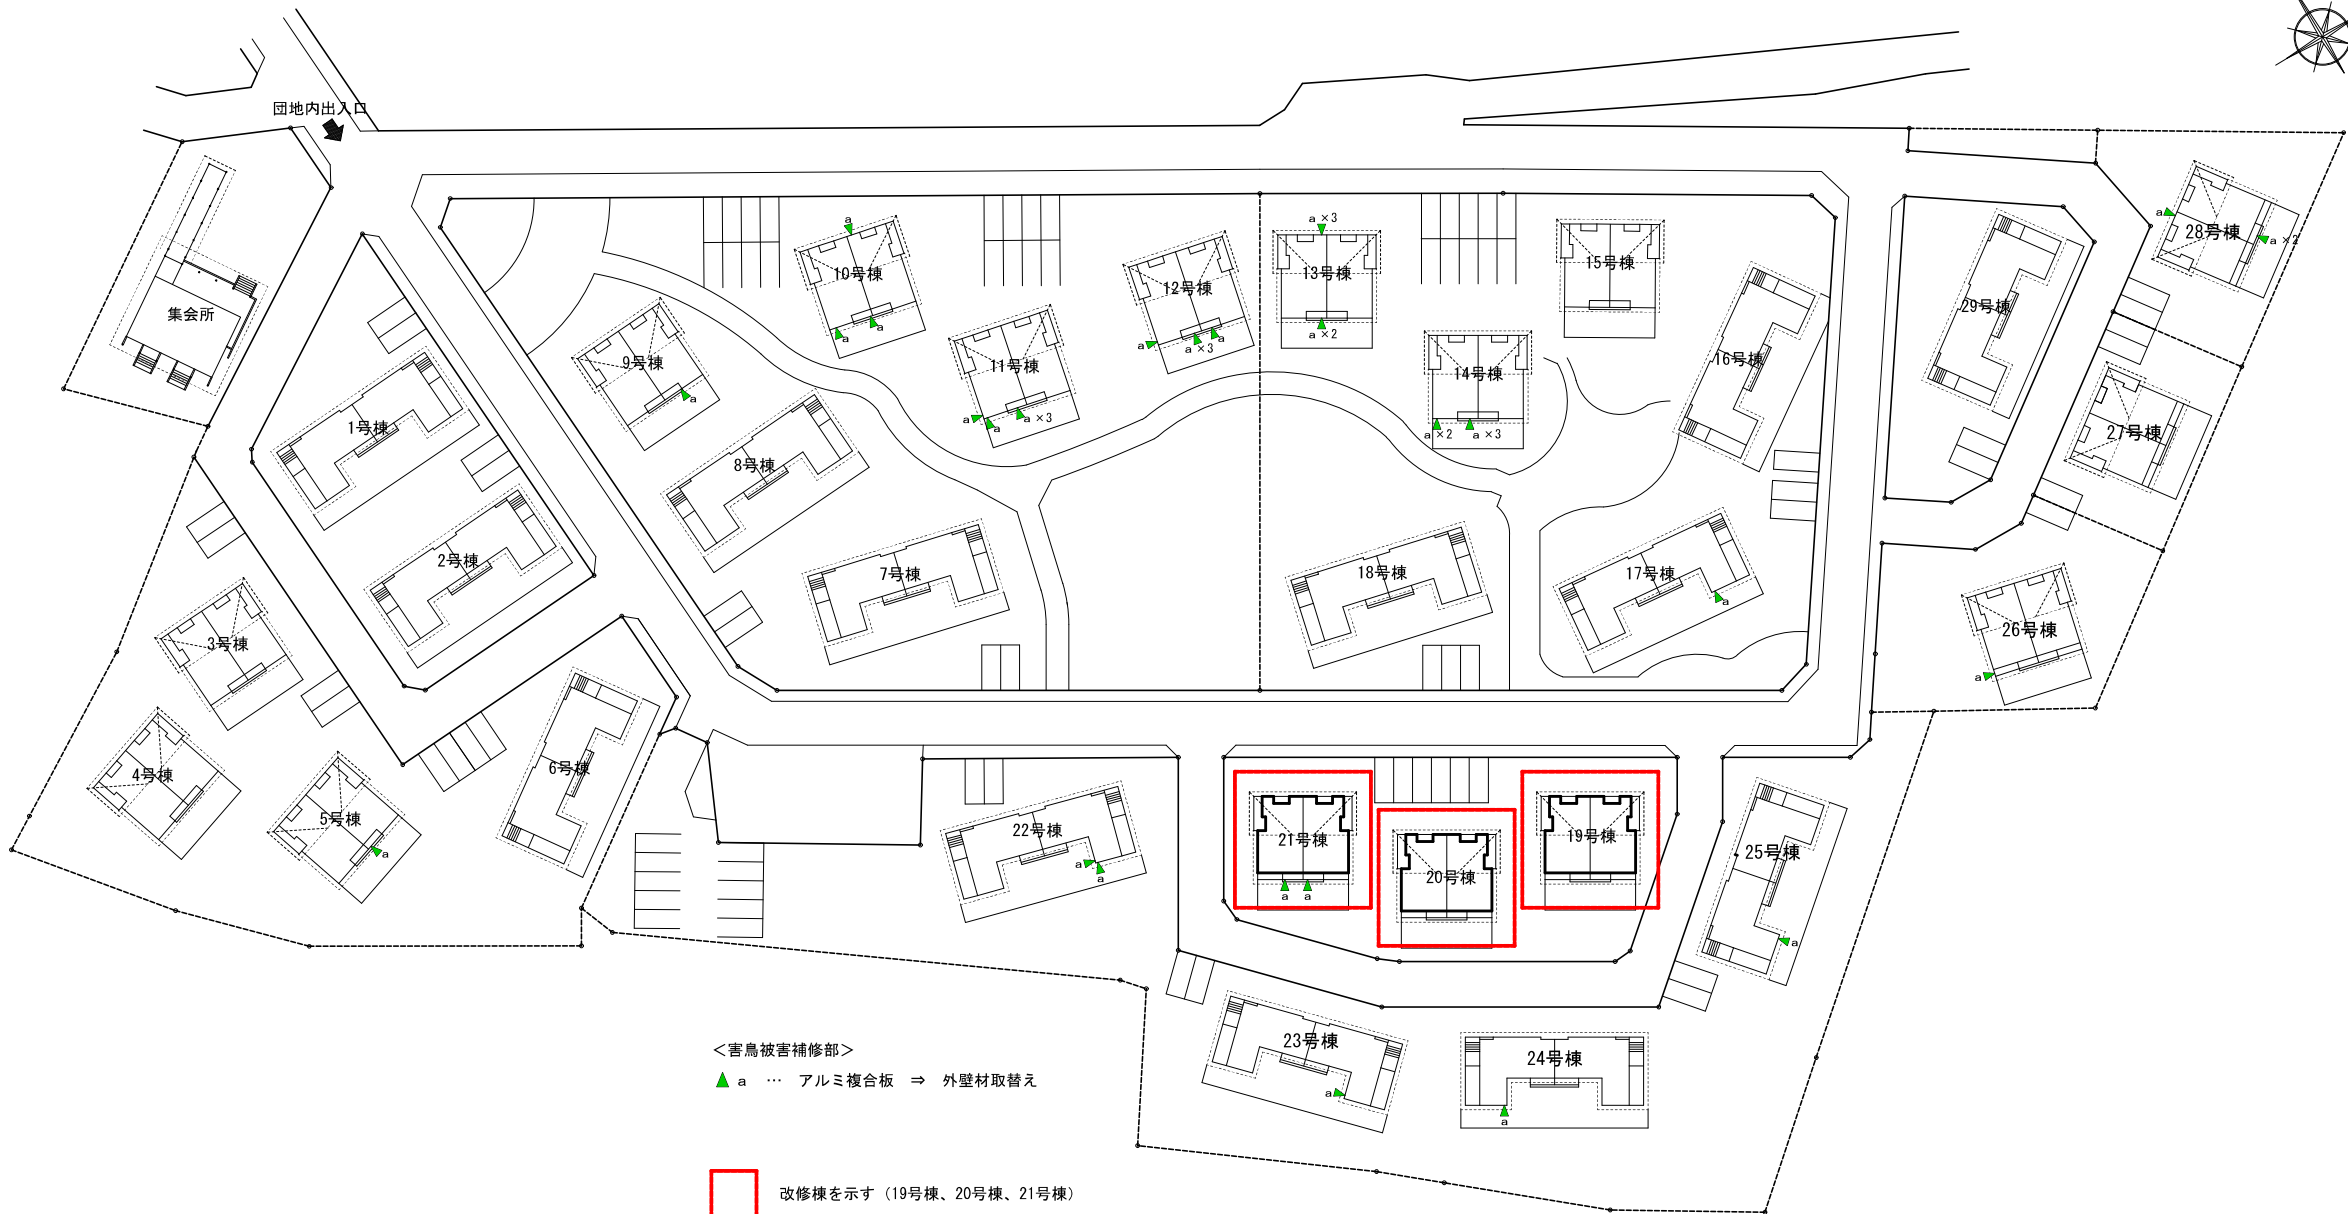 団地内出入口
集会所
1号棟
2号棟
3号棟
4号棟
5号棟
a
6号棟
7号棟
8号棟
9号棟
a
a
10号棟
a
a
11号棟
a
a
a ×3
12号棟
a
a ×3
a
a ×3
13号棟
a ×2
14号棟
a ×2
a ×3
15号棟
16号棟
17号棟
a
18号棟
19号棟
20号棟
21号棟
a
a
22号棟
a
a
23号棟
a
24号棟
a
25号棟
a
26号棟
a
27号棟
a
28号棟
a ×2
29号棟
＜害鳥被害補修部＞
a … アルミ複合板 ⇒ 外壁材取替え
改修棟を示す（19号棟、20号棟、21号棟）